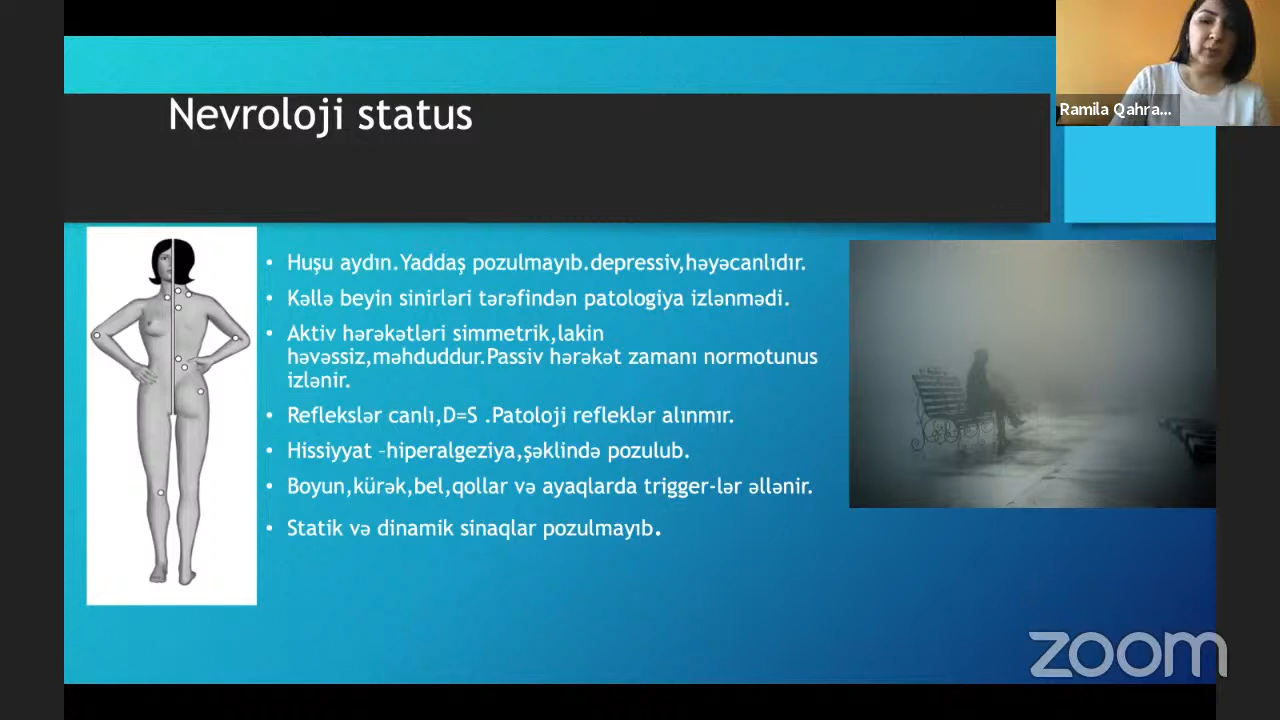 Nevroloji status
Ramila Qahra...
• Huşu aydın.Yaddaş pozulmayıb.depressiv,həyəcanlıdır.
• Kəllə beyin sinirləri tərəfindən patologiya izlənmədi.
• Aktiv hərəkətləri simmetrik,lakin
həvəssiz,məhduddur.Passiv hərəkət zamanı normotunus
izlənir.
• Reflekslər canlı,D=S .Patoloji refleklər alınmır.
• Hissiyyat –hiperalgeziya,şəklində pozulub.
• Boyun,kürək,bel,qollar və ayaqlarda trigger-lər əllənir.
• Statik və dinamik sinaqlar pozulmayıb.
zoom